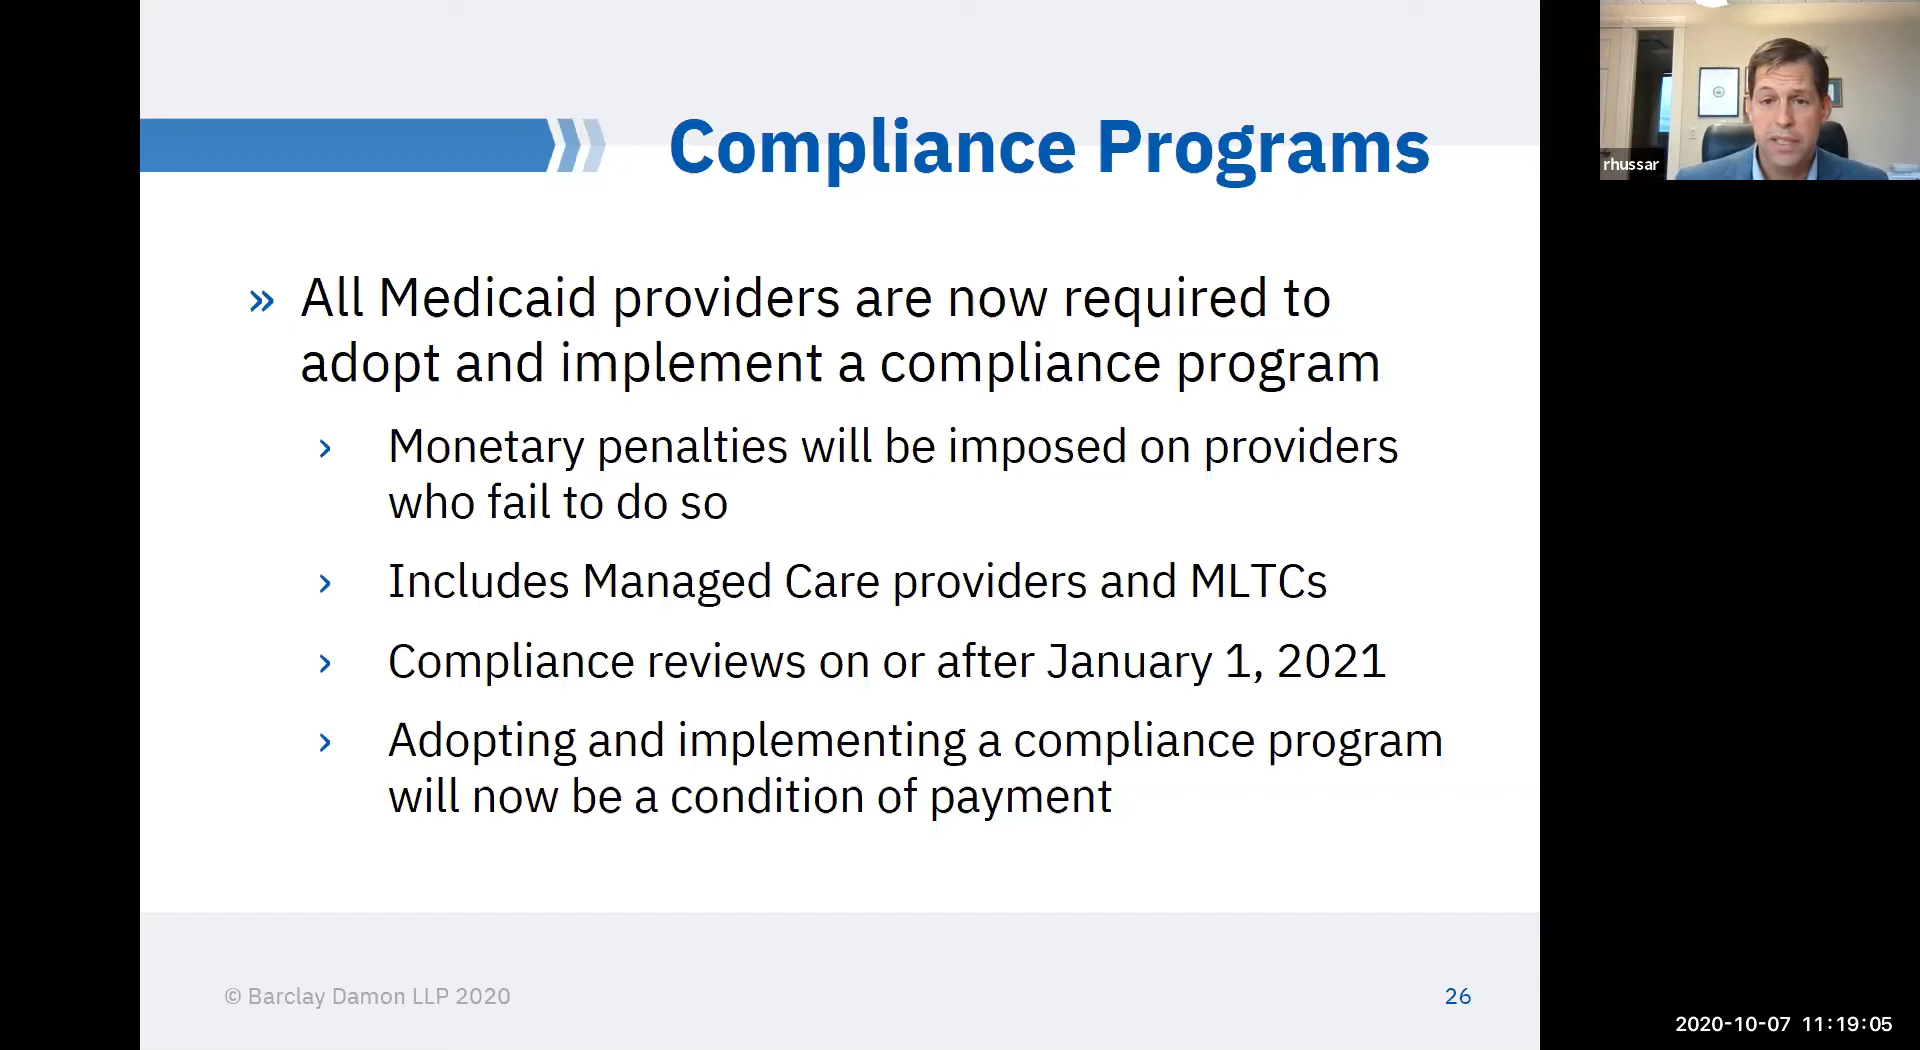 Compliance Programs
rhussar
» All Medicaid providers are now required to
adopt and implement a compliance program
› Monetary penalties will be imposed on providers
who fail to do so
› Includes Managed Care providers and MLTCs
› Compliance reviews on or after January 1, 2021
› Adopting and implementing a compliance program
will now be a condition of payment
© Barclay Damon LLP 2020
26
2020-10-07 11:19:05